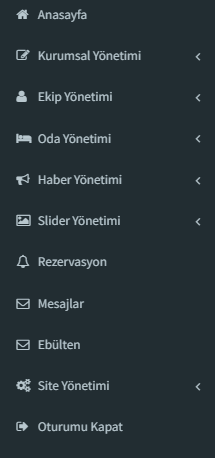 Anasayfa
Kurumsal Yönetimi
Ekip Yönetimi
Oda Yönetimi
Haber Yönetimi
Slider Yönetimi
Rezervasyon
Mesajlar
Ebülten
Site Yönetimi
Oturumu Kapat